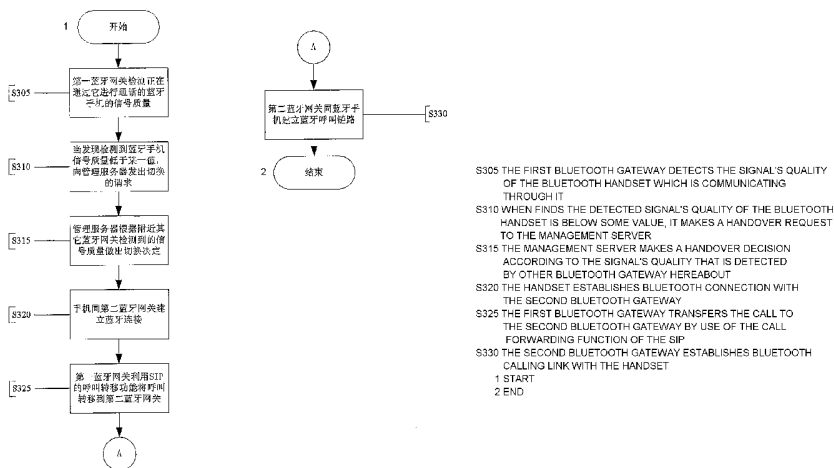 1
开始
S305
第一蓝牙网关检测正在
通过它进行通话的蓝牙
手机的信号质量
S310
当发现检测到蓝牙手机
信号质量低于某一值,
向管理服务器发出切换
的请求
S315
管理服务器根据附近其
它蓝牙网关检测到的信
号质量做出切换决定
S320
手机同第二蓝牙网关建
立蓝牙连接
S325
第一蓝牙网关利用SIP
的呼叫转移功能将呼叫
转移到第二蓝牙网关
A
A
第二蓝牙网关同蓝牙手
机建立蓝牙呼叫链路
S330
2
结束
S305 THE FIRST BLUETOOTH GATEWAY DETECTS THE SIGNAL'S QUALITY
OF THE BLUETOOTH HANDSET WHICH IS COMMUNICATING
THROUGH IT
S310 WHEN FINDS THE DETECTED SIGNAL'S QUALITY OF THE BLUETOOTH
HANDSET IS BELOW SOME VALUE, IT MAKES A HANDOVER REQUEST
TO THE MANAGEMENT SERVER
S315 THE MANAGEMENT SERVER MAKES A HANDOVER DECISION
ACCORDING TO THE SIGNAL'S QUALITY THAT IS DETECTED
BY OTHER BLUETOOTH GATEWAY HEREABOUT
S320 THE HANDSET ESTABLISHES BLUETOOTH CONNECTION WITH
THE SECOND BLUETOOTH GATEWAY
S325 THE FIRST BLUETOOTH GATEWAY TRANSFERS THE CALL TO
THE SECOND BLUETOOTH GATEWAY BY USE OF THE CALL
FORWARDING FUNCTION OF THE SIP
S330 THE SECOND BLUETOOTH GATEWAY ESTABLISHES BLUETOOTH
CALLING LINK WITH THE HANDSET
1 START
2 END